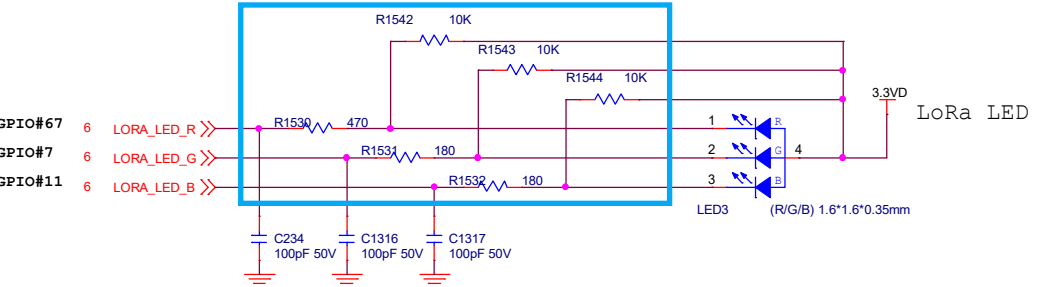 R1542 10K
R1543 10K
R1544 10K
3.3VD
LoRa LED
GPIO#67 6 LORA_LED_R R1530 470 1 R
GPIO#7 6 LORA_LED_G R1531 180 2 G 4
GPIO#11 6 LORA_LED_B R1532 180 3 B
LED3 (R/G/B) 1.6*1.6*0.35mm
C234 C1316 C1317
100pF 50V 100pF 50V 100pF 50V